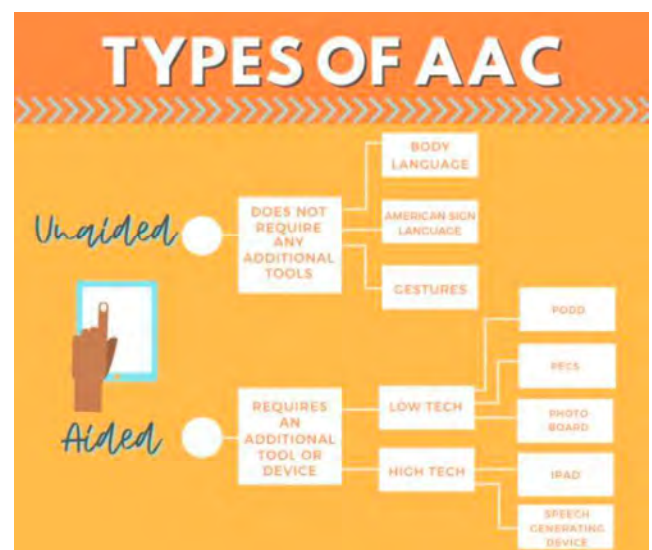 TYPES OF AAC
Unaided
DOES NOT
REQUIRE
ANY
ADDITIONAL
TOOLS
BODY
LANGUAGE
AMERICAN SIGN
LANGUAGE
GESTURES
Aided
REQUIRES
AN
ADDITIONAL
TOOL OR
DEVICE
LOW TECH
PODD
PECS
PHOTO
BOARD
HIGH TECH
IPAD
SPEECH
GENERATING
DEVICE